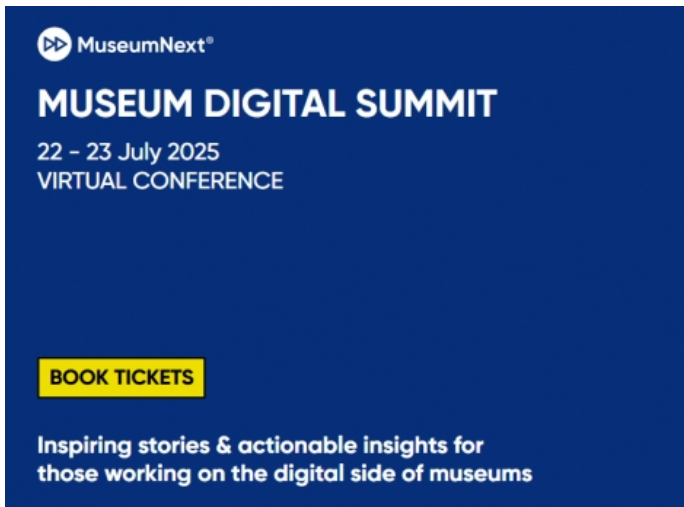 MuseumNext®
MUSEUM DIGITAL SUMMIT
22 – 23 July 2025
VIRTUAL CONFERENCE
BOOK TICKETS
Inspiring stories & actionable insights for
those working on the digital side of museums